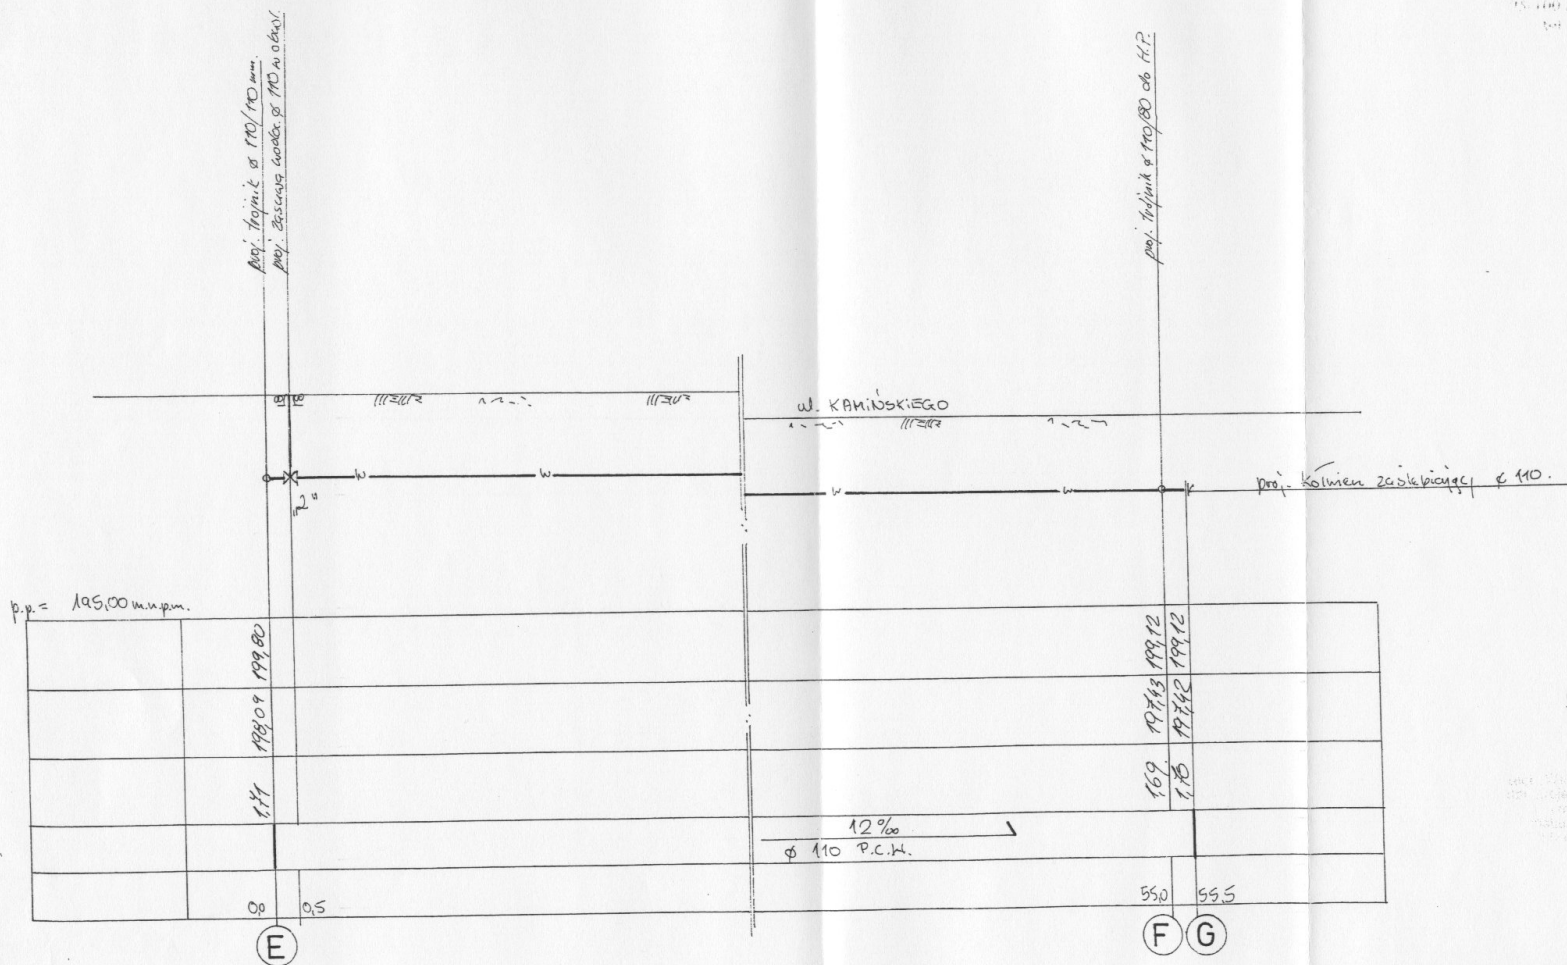 proj. trójnik ø 110/110 mm.
proj. zasuwa wodoc. ø 110 w obud.
proj. trójnik ø 110/80 do H.P.
ul. KAMIŃSKIEGO
W W
W W
proj. kołnierz zaślepiający ø 110.
"2"
p.p. = 195,00 m.n.p.m.
199,80 199,12 199,12
198,09 197,43 197,42
1,71 1,69 1,70
12‰
ø 110 P.C.W.
0,0 0,5 55,0 55,5
E F G